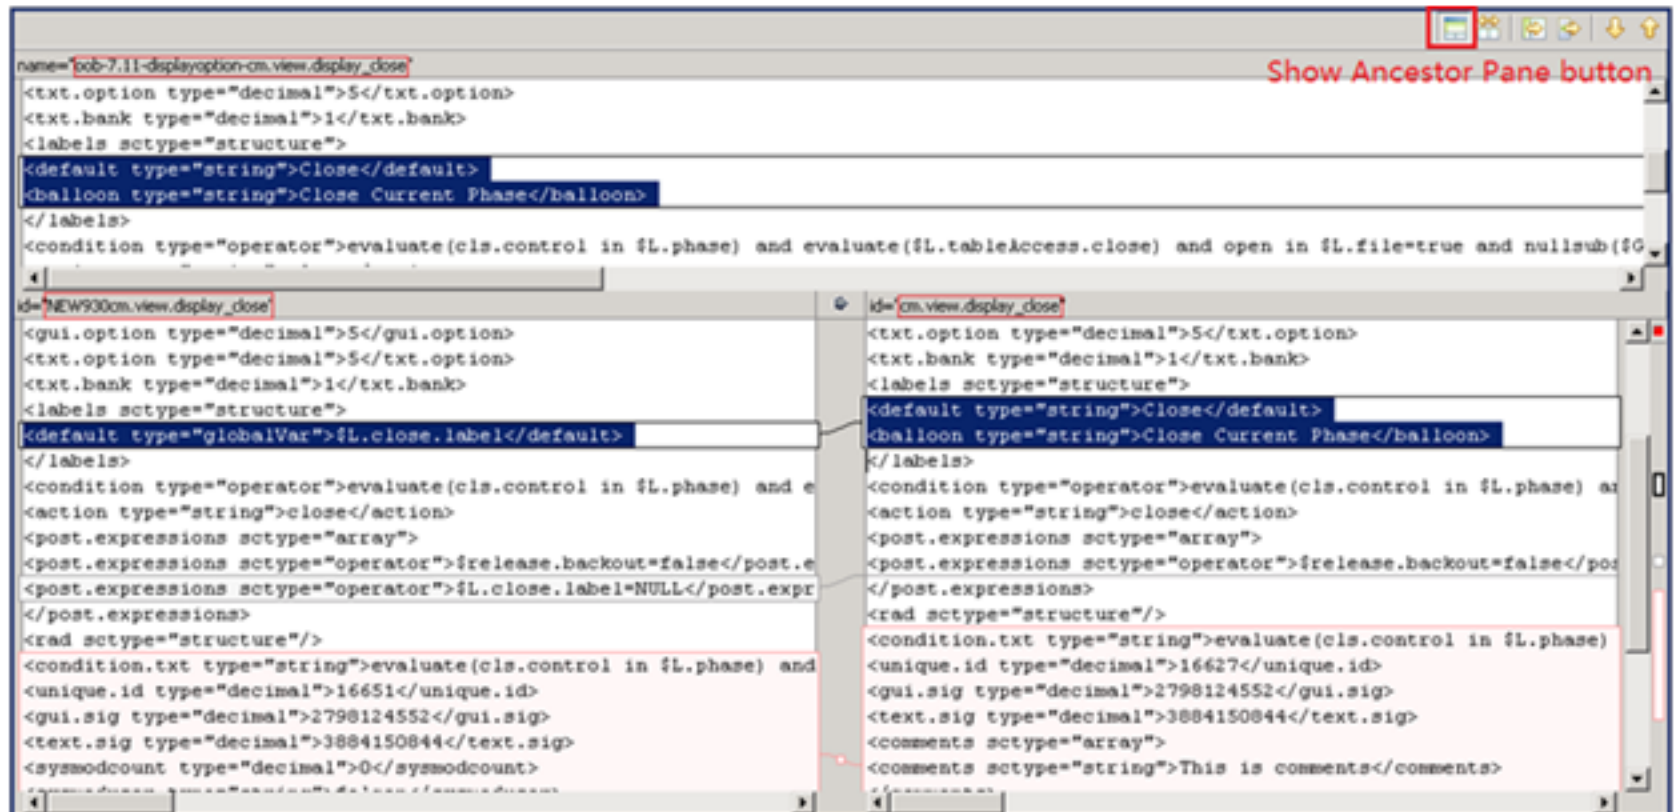 Show Ancestor Pane button
name="oob-7.11-displayoption-cm.view.display_close"
<txt.option type="decimal">5</txt.option>
<txt.bank type="decimal">1</txt.bank>
<labels sctype="structure">
<default type="string">Close</default>
<balloon type="string">Close Current Phase</balloon>
</labels>
<condition type="operator">evaluate(cls.control in $L.phase) and evaluate($L.tableAccess.close) and open in $L.file=true and nullsub($G
id="NEW930cm.view.display_close"
<gui.option type="decimal">5</gui.option>
<txt.option type="decimal">5</txt.option>
<txt.bank type="decimal">1</txt.bank>
<labels sctype="structure">
<default type="globalVar">$L.close.label</default>
</labels>
<condition type="operator">evaluate(cls.control in $L.phase) and e
<action type="string">close</action>
<post.expressions sctype="array">
<post.expressions sctype="operator">$release.backout=false</post.e
<post.expressions sctype="operator">$L.close.label=NULL</post.expr
</post.expressions>
<rad sctype="structure"/>
<condition.txt type="string">evaluate(cls.control in $L.phase) and
<unique.id type="decimal">16651</unique.id>
<gui.sig type="decimal">2798124552</gui.sig>
<text.sig type="decimal">3884150844</text.sig>
<sysmodcount type="decimal">0</sysmodcount>
id="cm.view.display_close"
<txt.option type="decimal">5</txt.option>
<txt.bank type="decimal">1</txt.bank>
<labels sctype="structure">
<default type="string">Close</default>
<balloon type="string">Close Current Phase</balloon>
</labels>
<condition type="operator">evaluate(cls.control in $L.phase) an
<action type="string">close</action>
<post.expressions sctype="array">
<post.expressions sctype="operator">$release.backout=false</pos
</post.expressions>
<rad sctype="structure"/>
<condition.txt type="string">evaluate(cls.control in $L.phase)
<unique.id type="decimal">16627</unique.id>
<gui.sig type="decimal">2798124552</gui.sig>
<text.sig type="decimal">3884150844</text.sig>
<comments sctype="array">
<comments sctype="string">This is comments</comments>